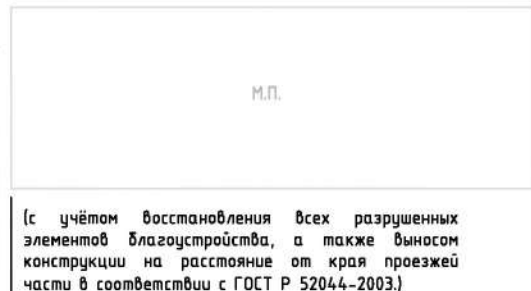 М.П.
(с учётом восстановления всех разрушенных
элементов благоустройства, а также выносом
конструкции на расстояние от края проезжей
части в соответствии с ГОСТ Р 52044-2003.)